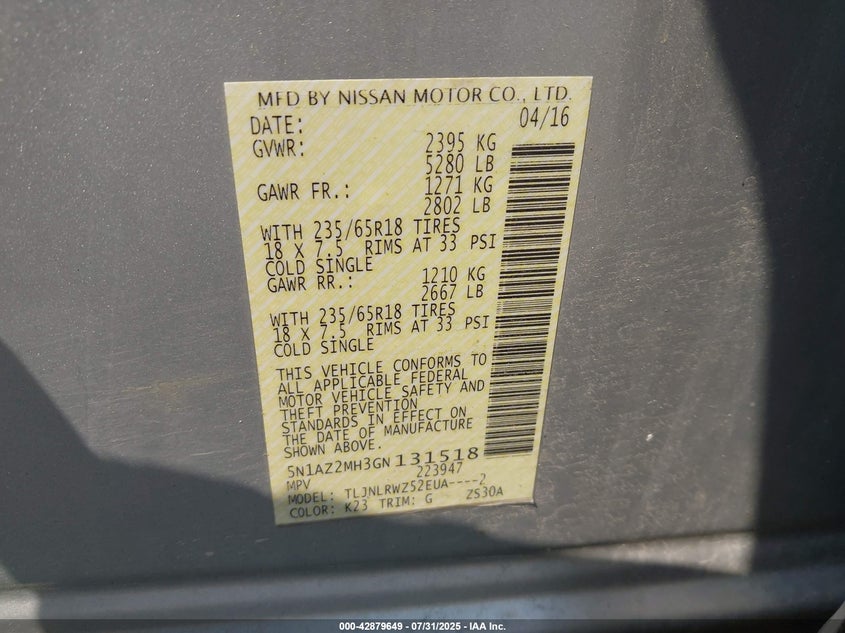 MFD BY NISSAN MOTOR CO., LTD.
DATE: 04/16
GVWR: 2395 KG
5280 LB
GAWR FR.: 1271 KG
2802 LB
WITH 235/65R18 TIRES
18 X 7.5 RIMS AT 33 PSI
COLD SINGLE
GAWR RR.: 1210 KG
2667 LB
WITH 235/65R18 TIRES
18 X 7.5 RIMS AT 33 PSI
COLD SINGLE
THIS VEHICLE CONFORMS TO
ALL APPLICABLE FEDERAL
MOTOR VEHICLE SAFETY AND
THEFT PREVENTION
STANDARDS IN EFFECT ON
THE DATE OF MANUFACTURE
SHOWN ABOVE.
5N1AZ2MH3GN131518
MPV 223947
MODEL: TLJNLRWZ52EUA----2
COLOR: K23 TRIM: G ZS30A
000-42879649 - 07/31/2025 - IAA Inc.